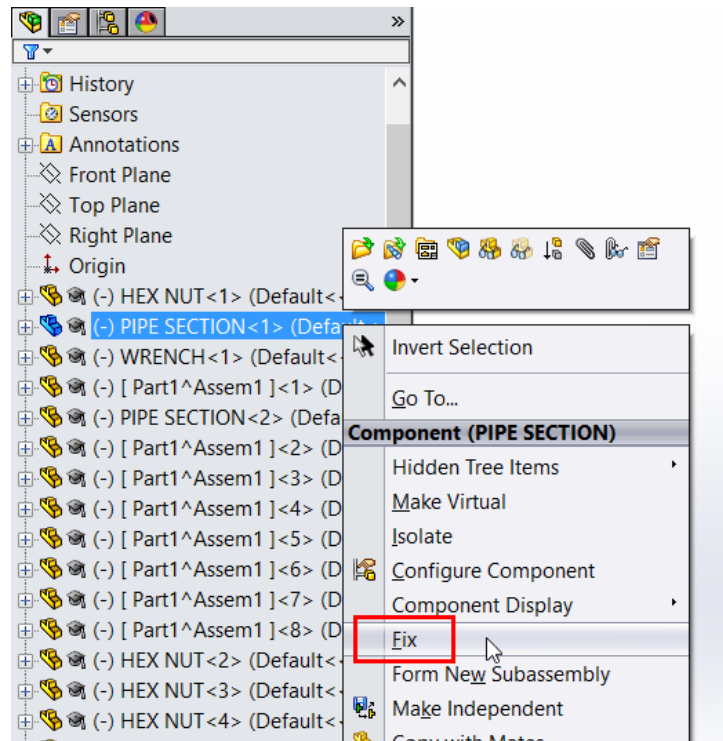 »
History
Sensors
A Annotations
Front Plane
Top Plane
Right Plane
Origin
(-) HEX NUT<1> (Default<
(-) PIPE SECTION<1> (Defau
(-) WRENCH<1> (Default<
(-) [ Part1^Assem1 ]<1> (D
(-) PIPE SECTION<2> (Defa
(-) [ Part1^Assem1 ]<2> (D
(-) [ Part1^Assem1 ]<3> (D
(-) [ Part1^Assem1 ]<4> (D
(-) [ Part1^Assem1 ]<5> (D
(-) [ Part1^Assem1 ]<6> (D
(-) [ Part1^Assem1 ]<7> (D
(-) [ Part1^Assem1 ]<8> (D
(-) HEX NUT<2> (Default<
(-) HEX NUT<3> (Default<
(-) HEX NUT<4> (Default<
Invert Selection
Go To...
Component (PIPE SECTION)
Hidden Tree Items
Make Virtual
Isolate
Configure Component
Component Display
Fix
Form New Subassembly
Make Independent
Copy with Mates